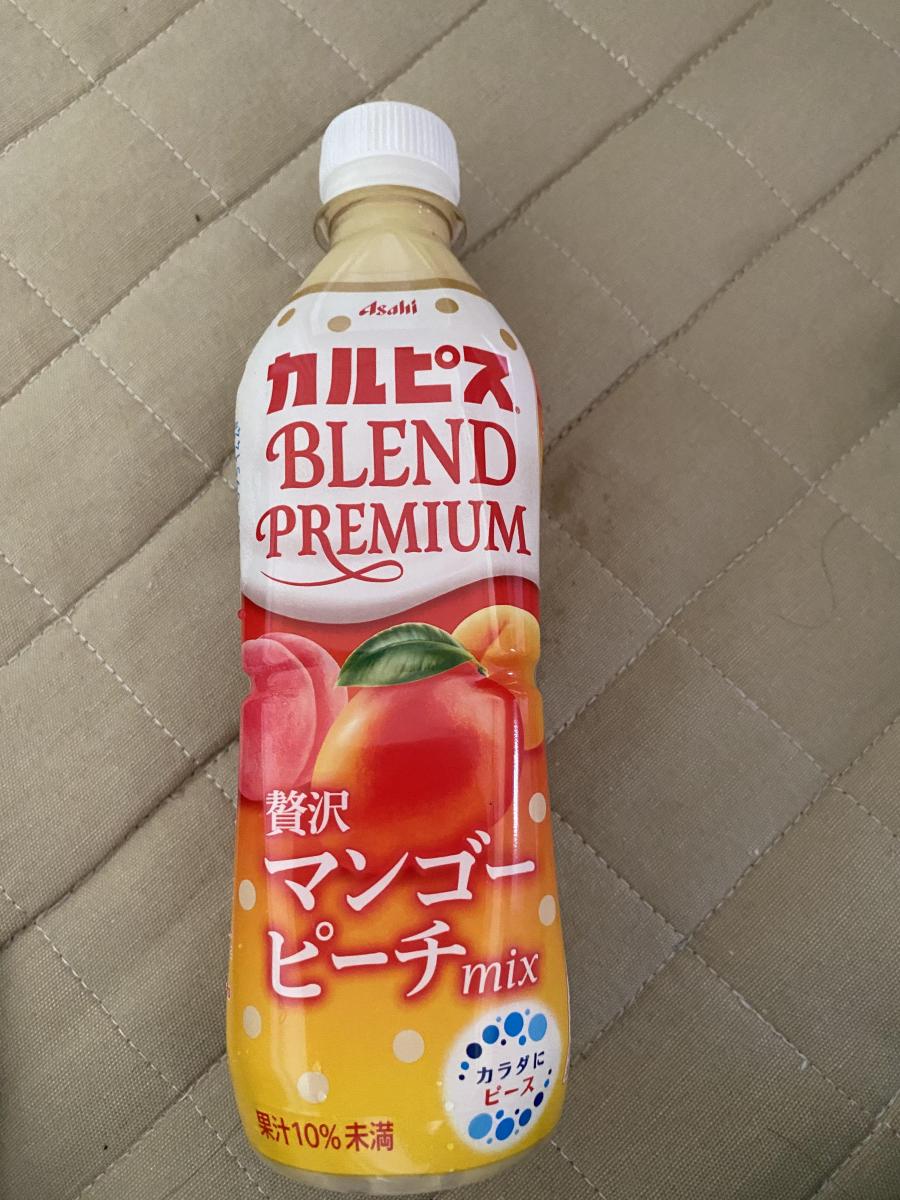 Asahi
カルピス®
BLEND
PREMIUM
贅沢
マンゴー
ピーチmix
カラダに
ピース
果汁10%未満